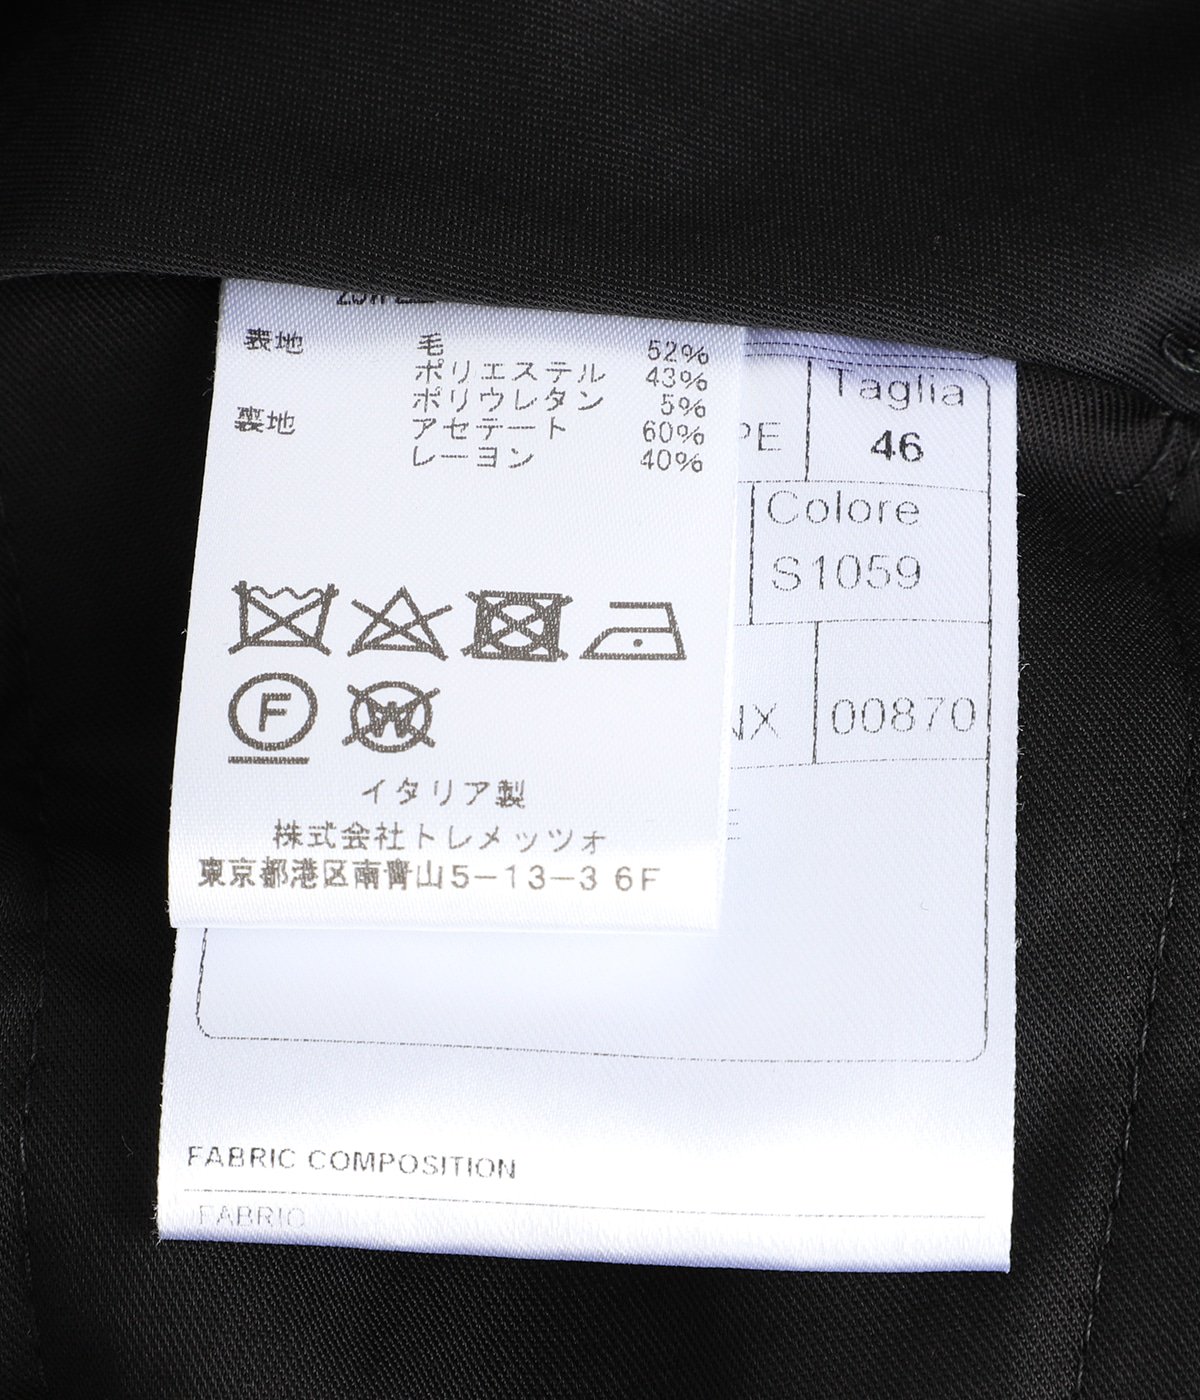 表地 毛 52%
ポリエステル 43%
ポリウレタン 5%
裏地 アセテート 60%
レーヨン 40%
F
W
イタリア製
株式会社トレメッツォ
東京都港区南青山5-13-3 6F
PE
Taglia
46
Colore
S1059
NX
00870
E
FABRIC COMPOSITION
FABRIC